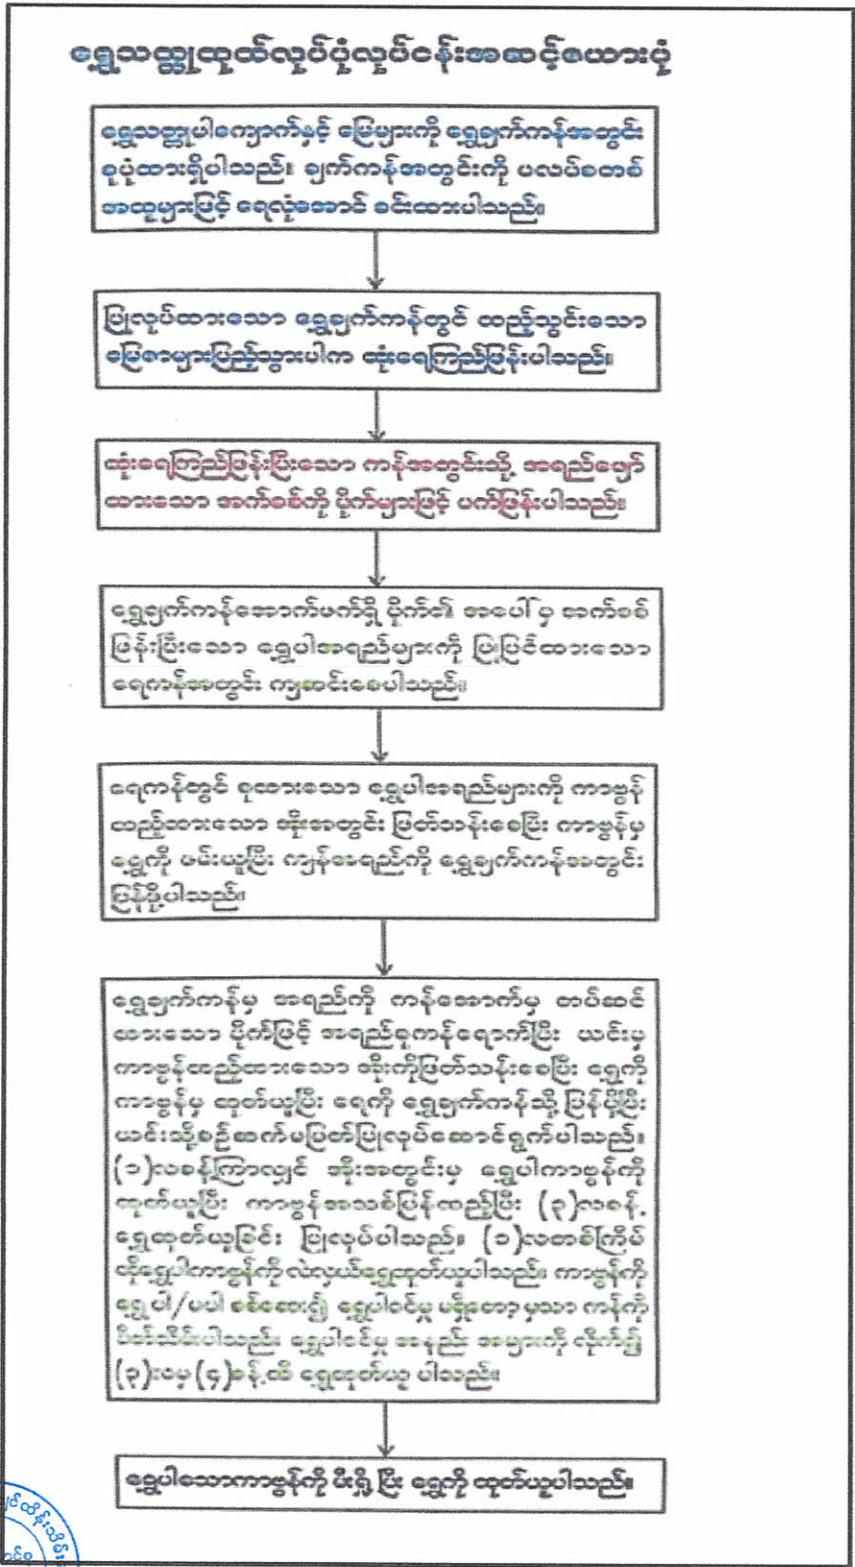 ရွှေသတ္တုထုတ်လုပ်ပုံလုပ်ငန်းအဆင့်ဇယားပုံ
ရွှေသတ္တုပါကျောက်နှင့် မြေများကို ရွှေချက်ကန်အတွင်း
စုပုံထားရှိပါသည်။ ချက်ကန်အတွင်းကို ပလပ်စတစ်
အထူများဖြင့် ရေလုံအောင် ခင်းထားပါသည်။
ပြုလုပ်ထားသော ရွှေချက်ကန်တွင် ထည့်သွင်းသော
မြေစာများပြည့်သွားပါက ထုံးရေကြည်ဖြန်းပါသည်။
ထုံးရေကြည်ဖြန်းပြီးသော ကန်အတွင်းသို့ အရည်ဖျော်
ထားသော အက်စစ်ကို ပိုက်များဖြင့် ပက်ဖြန်းပါသည်။
ရွှေချက်ကန်အောက်ဖက်ရှိ ပိုက်၏ အပေါ်မှ အက်စစ်
ဖြန်းပြီးသော ရွှေပါအရည်များကို ပြုပြင်ထားသော
ရေကန်အတွင်း ကျဆင်းစေပါသည်။
ရေကန်တွင် စုထားသော ရွှေပါအရည်များကို ကာဗွန်
ထည့်ထားသော အိုးအတွင်း ဖြတ်သန်းစေပြီး ကာဗွန်မှ
ရွှေကို ဖမ်းယူပြီး ကျန်အရည်ကို ရွှေချက်ကန်အတွင်း
ပြန်ပို့ပါသည်။
ရွှေချက်ကန်မှ အရည်ကို ကန်အောက်မှ တပ်ဆင်
ထားသော ပိုက်ဖြင့် အရည်စုကန်ရောက်ပြီး ယင်းမှ
ကာဗွန်ထည့်ထားသော အိုးကိုဖြတ်သန်းစေပြီး ရွှေကို
ကာဗွန်မှ ထုတ်ယူပြီး ရေကို ရွှေချက်ကန်သို့ ပြန်ပို့ပြီး
ယင်းသို့စဉ်ဆက်မပြတ်ပြုလုပ်ဆောင်ရွက်ပါသည်။
(၁)လခန့်ကြာလျှင် အိုးအတွင်းမှ ရွှေပါကာဗွန်ကို
ထုတ်ယူပြီး ကာဗွန်အသစ်ပြန်ထည့်ပြီး (၃)လခန့်
ရွှေထုတ်ယူခြင်း ပြုလုပ်ပါသည်။ (၁)လတစ်ကြိမ်
ထိုရွှေပါကာဗွန်ကို လဲလှယ်ရွှေထုတ်ယူပါသည်။ ကာဗွန်ကို
ရွှေ ပါ/မပါ စစ်ဆေး၍ ရွှေပါဝင်မှု မရှိတော့မှသာ ကန်ကို
ပိတ်သိမ်းပါသည်။ ရွှေပါဝင်မှု အနည်း အများကို လိုက်၍
(၃)းမှ (၄)ခန့်ထိ ရွှေထုတ်ယူ ပါသည်။
ရွှေပါသောကာဗွန်ကို မီးရှို့ ပြီး ရွှေကို ထုတ်ယူပါသည်။